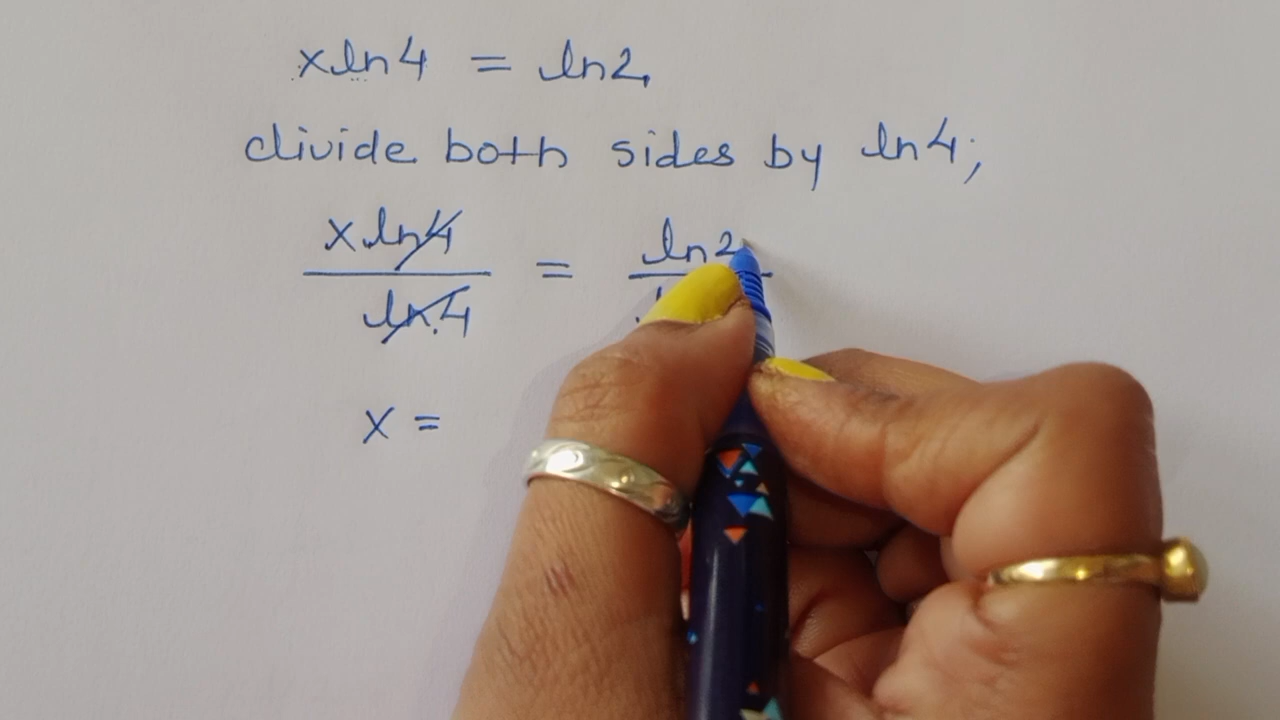 xln4 = ln2
divide both sides by ln4;
xln4 / ln4 = ln2
x =